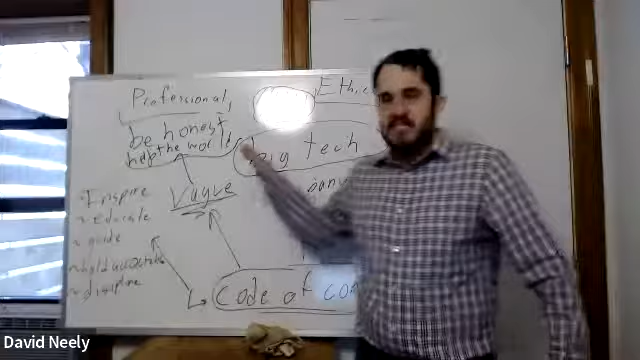 Professional, Ethic
be honest
help the world
big tech
Vague
~ Inspire
~ educate
~ guide
~ hold
~ discipline
Code of con
David Neely